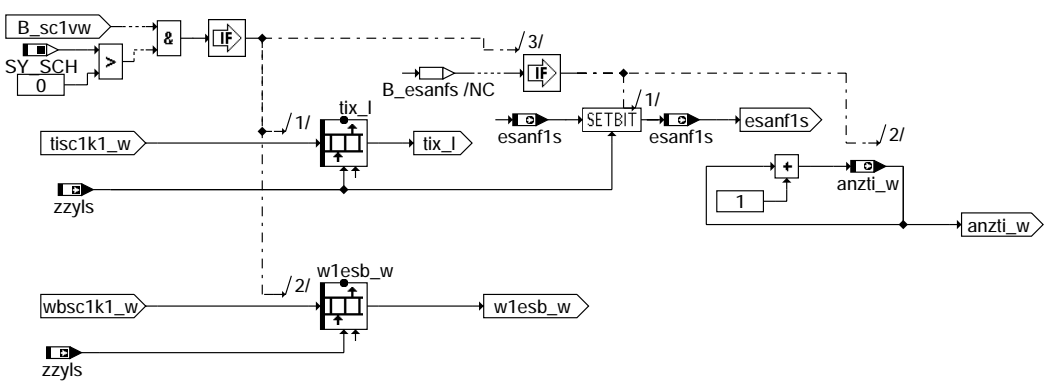 B_sc1vw
&
IF
/3/
SY_SCH
>
0
IF
B_esanfs /NC
tix_l
/1/
/1/
SETBIT
esanf1s
esanf1s
esanf1s
tisc1k1_w
tix_l
/2/
+
anzti_w
zzyls
1
anzti_w
w1esb_w
/2/
wbsc1k1_w
w1esb_w
zzyls